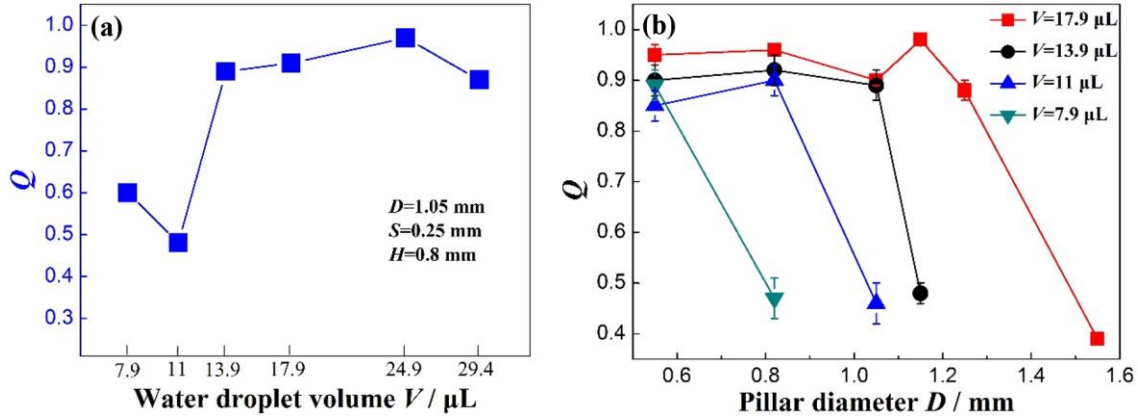 (a)
1.0
0.9
0.8
0.7
0.6
0.5
0.4
0.3
Q
D=1.05 mm
S=0.25 mm
H=0.8 mm
7.9 11 13.9 17.9 24.9 29.4
Water droplet volume V / μL
(b)
V=17.9 μL
V=13.9 μL
V=11 μL
V=7.9 μL
1.0
0.9
0.8
0.7
0.6
0.5
0.4
Q
0.6 0.8 1.0 1.2 1.4 1.6
Pillar diameter D / mm